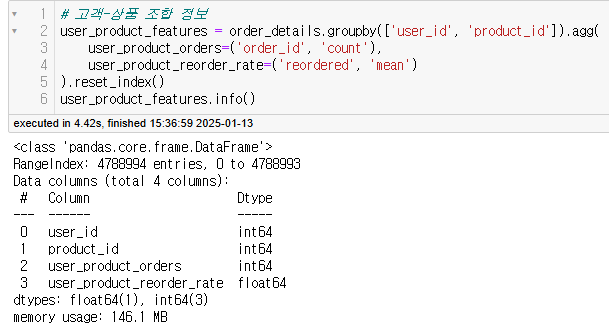 1 # 고객-상품 조합 정보
2 user_product_features = order_details.groupby(['user_id', 'product_id']).agg(
3     user_product_orders=('order_id', 'count'),
4     user_product_reorder_rate=('reordered', 'mean')
5 ).reset_index()
6 user_product_features.info()
executed in 4.42s, finished 15:36:59 2025-01-13
<class 'pandas.core.frame.DataFrame'>
RangeIndex: 4788994 entries, 0 to 4788993
Data columns (total 4 columns):
 #   Column                     Dtype
---  ------                     -----
 0   user_id                    int64
 1   product_id                 int64
 2   user_product_orders        int64
 3   user_product_reorder_rate  float64
dtypes: float64(1), int64(3)
memory usage: 146.1 MB